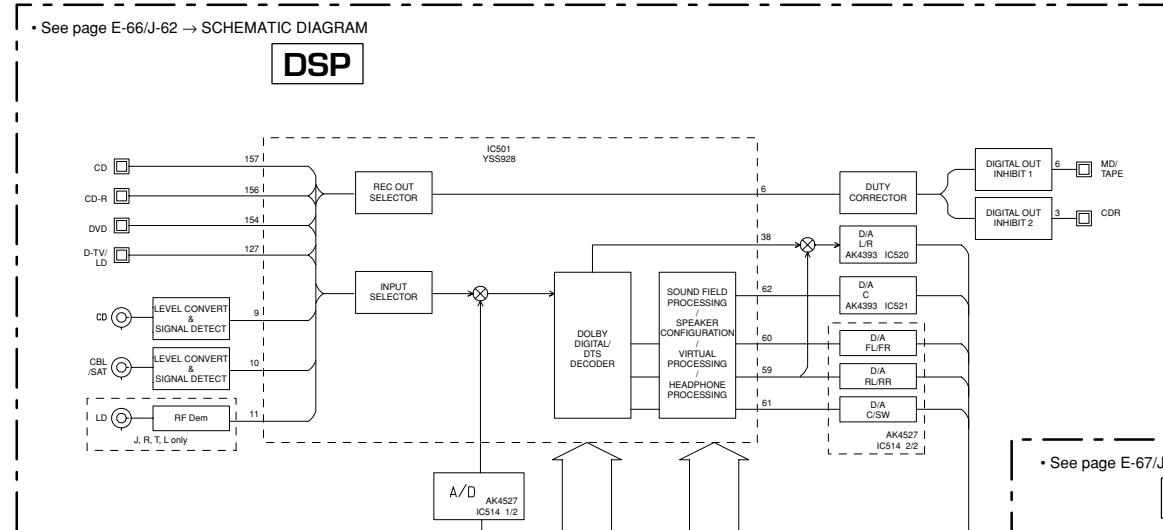 • See page E-66/J-62 → SCHEMATIC DIAGRAM
DSP
IC501
YSS928
CD
157
CD-R
156
DVD
154
D-TV/
LD
127
REC OUT
SELECTOR
6
DUTY
CORRECTOR
DIGITAL OUT
INHIBIT 1
6
MD/
TAPE
DIGITAL OUT
INHIBIT 2
3
CDR
INPUT
SELECTOR
38
D/A
L/R
AK4393 IC520
CD
LEVEL CONVERT
&
SIGNAL DETECT
9
CBL
/SAT
LEVEL CONVERT
&
SIGNAL DETECT
10
LD
RF Dem
11
J, R, T, L only
DOLBY
DIGITAL/
DTS
DECODER
SOUND FIELD
PROCESSING
/
SPEAKER
CONFIGURATION
/
VIRTUAL
PROCESSING
/
HEADPHONE
PROCESSING
62
D/A
C
AK4393 IC521
60
D/A
FL/FR
59
D/A
RL/RR
61
D/A
C/SW
AK4527
IC514 2/2
A/D
AK4527
IC514 1/2
• See page E-67/J